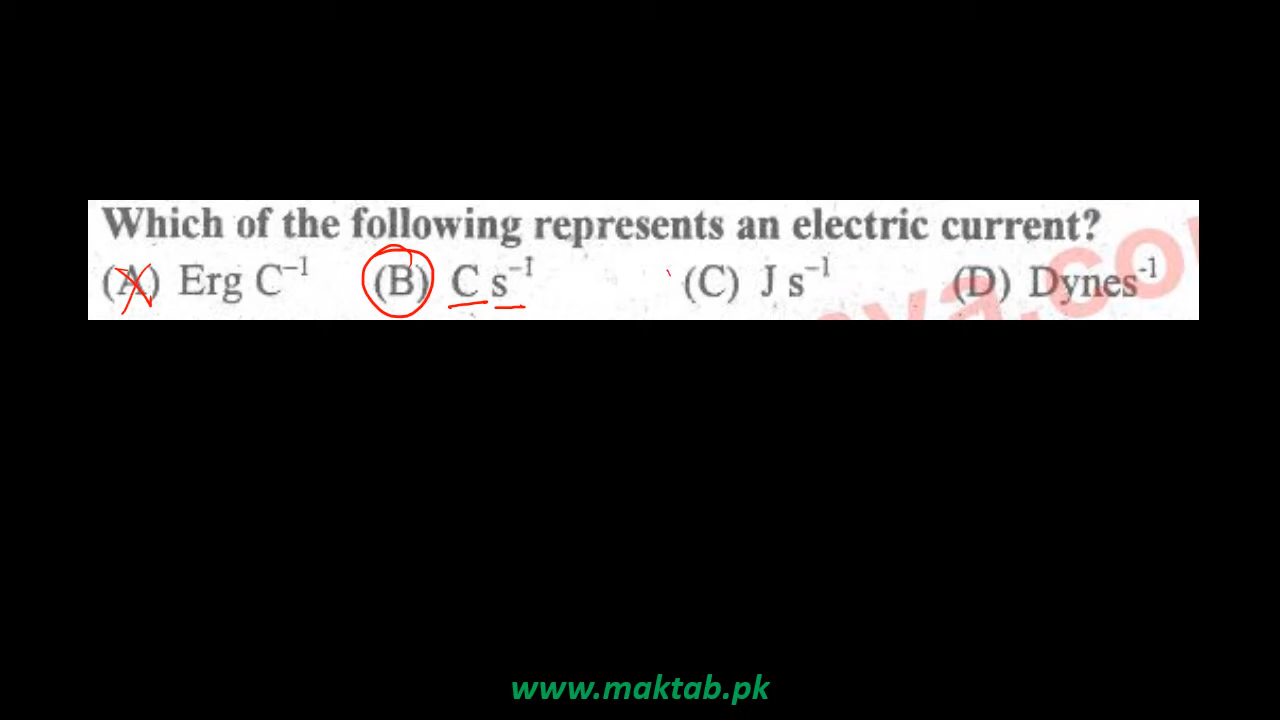 Which of the following represents an electric current?
(A) Erg C⁻¹ (B) C s⁻¹ (C) J s⁻¹ (D) Dynes⁻¹
www.maktab.pk